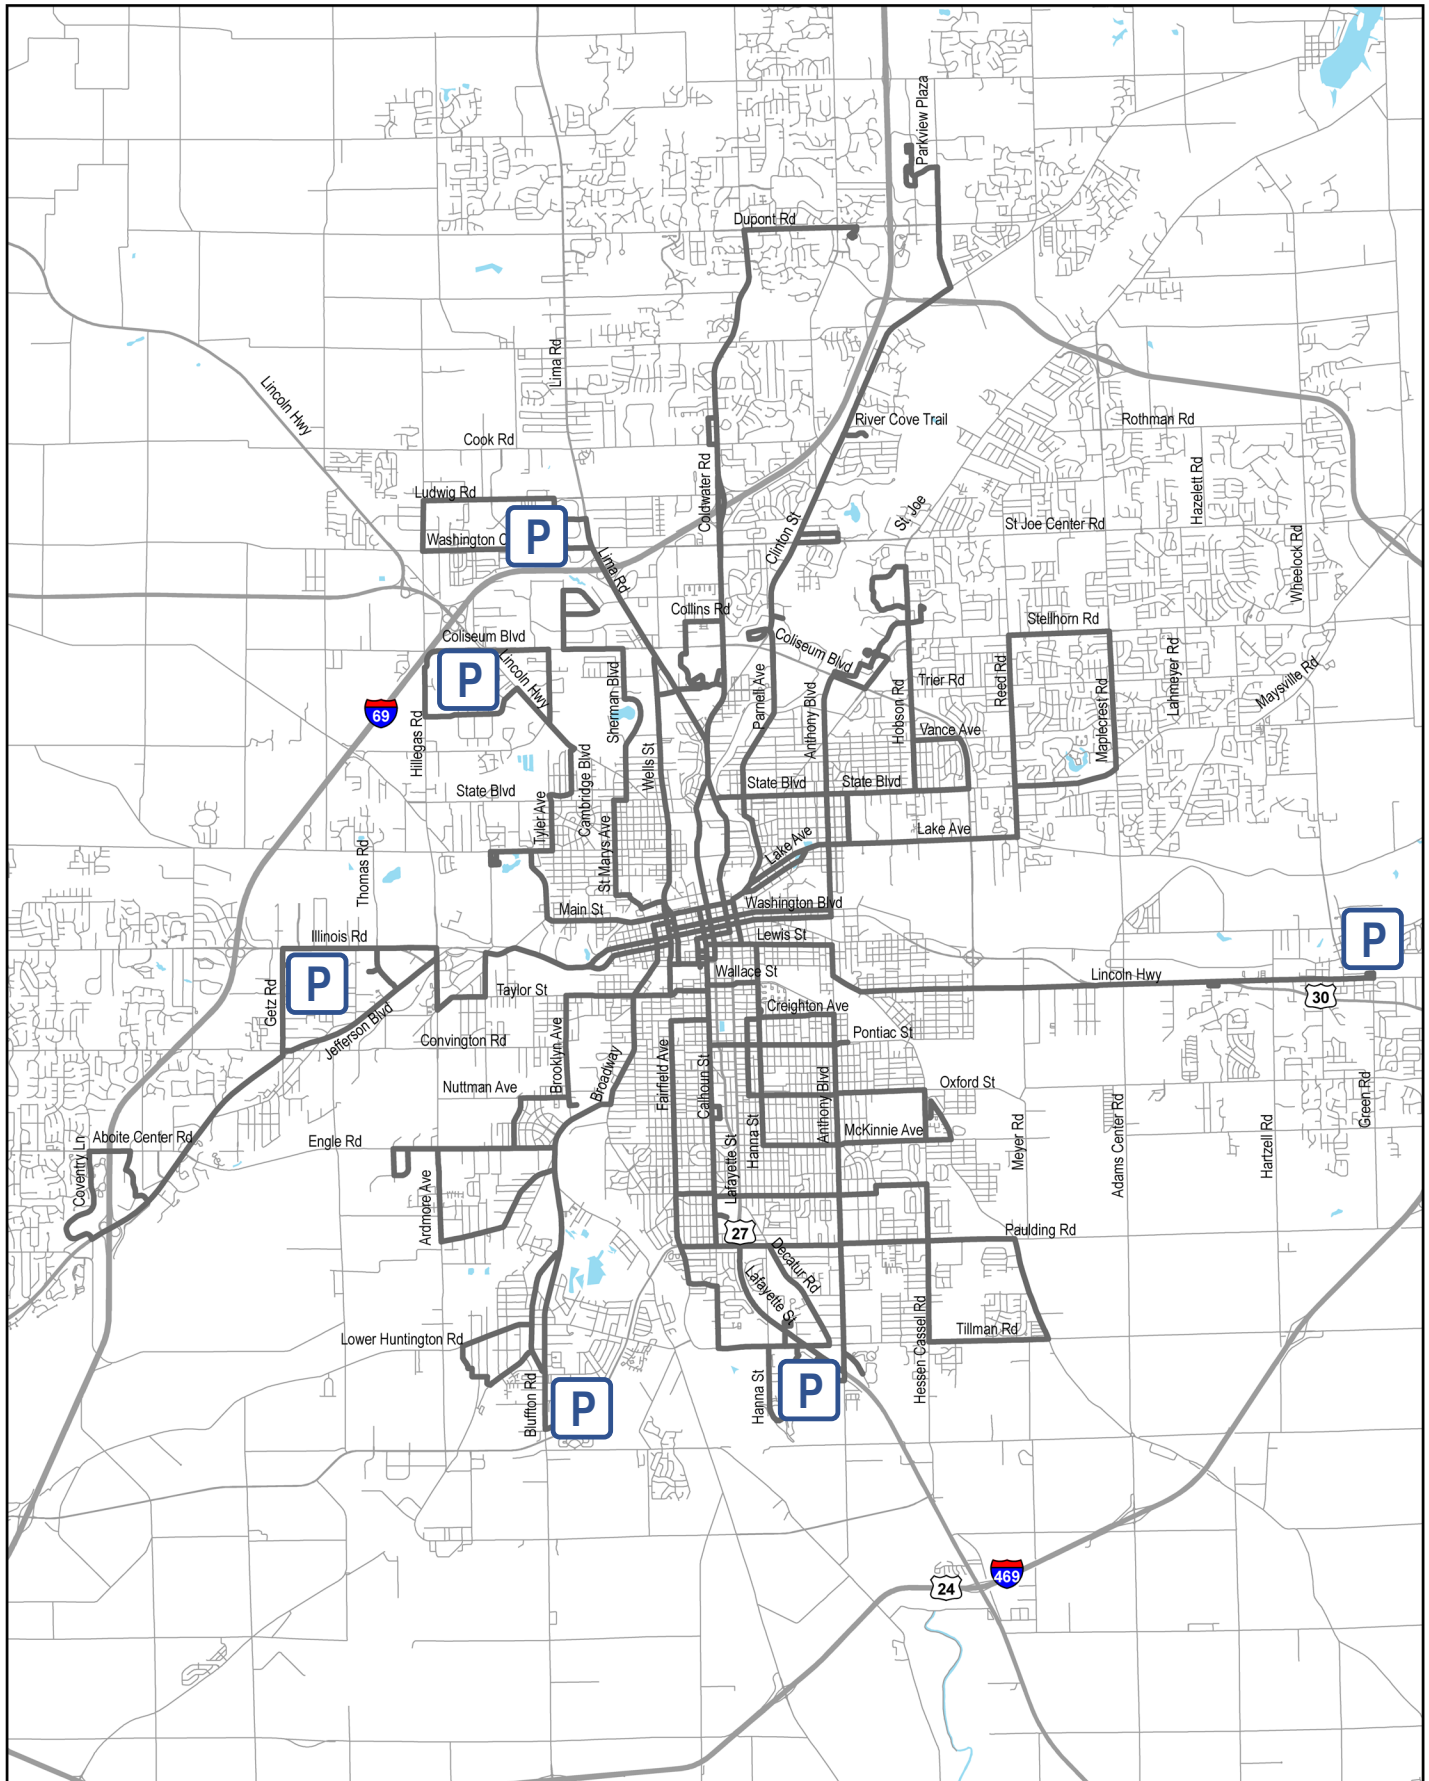 Parkview Plaza
Dupont Rd
Lima Rd
Lincoln Hwy
River Cove Trail
Rothman Rd
Cook Rd
Coldwater Rd
Hazelett Rd
Ludwig Rd
St. Joe
St Joe Center Rd
Clinton St
Washington C
P
Wheelock Rd
Lima Rd
Collins Rd
Stellhorn Rd
Coliseum Blvd
Coliseum Blvd
P
Lincoln Hwy
Sherman Blvd
Parnell Ave
Anthony Blvd
Hobson Rd
Trier Rd
Reed Rd
Maplecrest Rd
Lahmeyer Rd
Maysville Rd
69
Hillegas Rd
Vance Ave
Wells St
State Blvd
State Blvd
State Blvd
Tyler Ave
Cambridge Blvd
St Marys Ave
Lake Ave
Lake Ave
Thomas Rd
Main St
Washington Blvd
Illinois Rd
Lewis St
P
P
Wallace St
Lincoln Hwy
30
Getz Rd
Taylor St
Creighton Ave
Jefferson Blvd
Convington Rd
Brooklyn Ave
Broadway
Fairfield Ave
Calhoun St
Pontiac St
Nuttman Ave
Anthony Blvd
Oxford St
Green Rd
Coventry Ln
Aboite Center Rd
Engle Rd
Lafayette St
Hanna St
McKinnie Ave
Meyer Rd
Adams Center Rd
Hartzell Rd
Ardmore Ave
27
Paulding Rd
Decatur Rd
Lafayette St
Lower Huntington Rd
Hessen Cassel Rd
Tillman Rd
Bluffton Rd
P
Hanna St
P
24
469